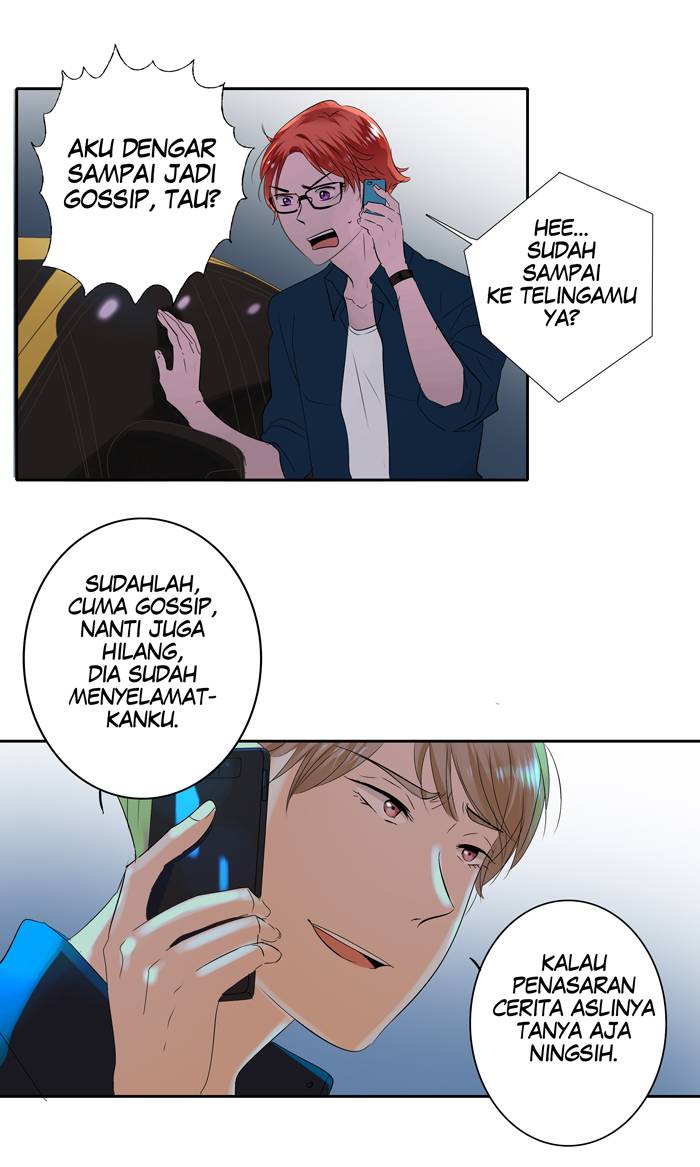 AKU DENGAR
SAMPAI JADI
GOSSIP, TAU?
HEE...
SUDAH
SAMPAI
KE TELINGAMU
YA?
SUDAHLAH,
CUMA GOSSIP,
NANTI JUGA
HILANG,
DIA SUDAH
MENYELAMAT-
KANKU.
KALAU
PENASARAN
CERITA ASLINYA
TANYA AJA
NINGSIH.